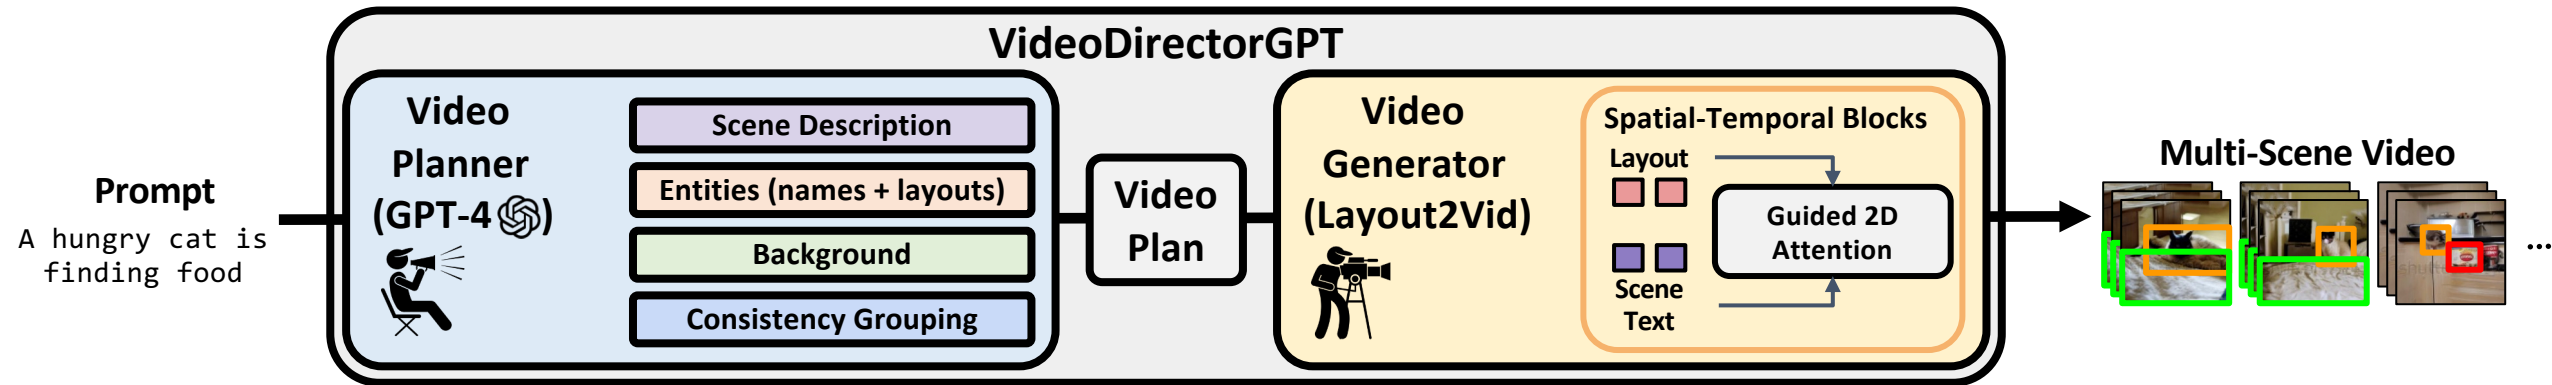 VideoDirectorGPT
Prompt
A hungry cat is
finding food
Video
Planner
(GPT-4)
Scene Description
Entities (names + layouts)
Background
Consistency Grouping
Video
Plan
Video
Generator
(Layout2Vid)
Spatial-Temporal Blocks
Layout
Scene
Text
Guided 2D
Attention
Multi-Scene Video
...